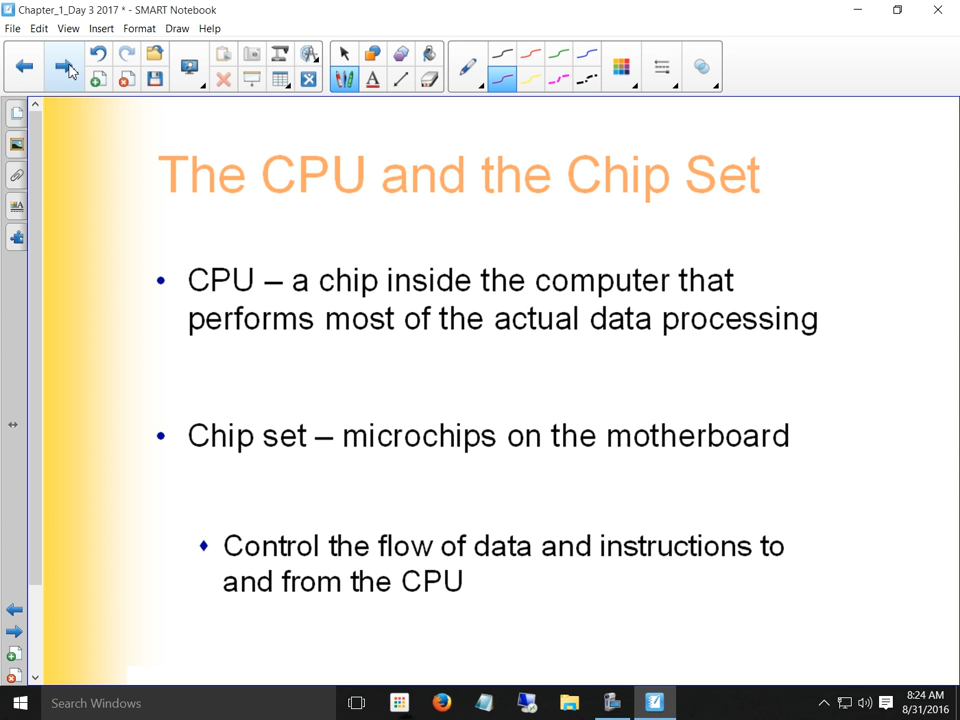 Chapter_1_Day 3 2017 * - SMART Notebook
File Edit View Insert Format Draw Help
The CPU and the Chip Set
• CPU – a chip inside the computer that
performs most of the actual data processing
• Chip set – microchips on the motherboard
♦ Control the flow of data and instructions to
and from the CPU
Search Windows
8:24 AM
8/31/2016